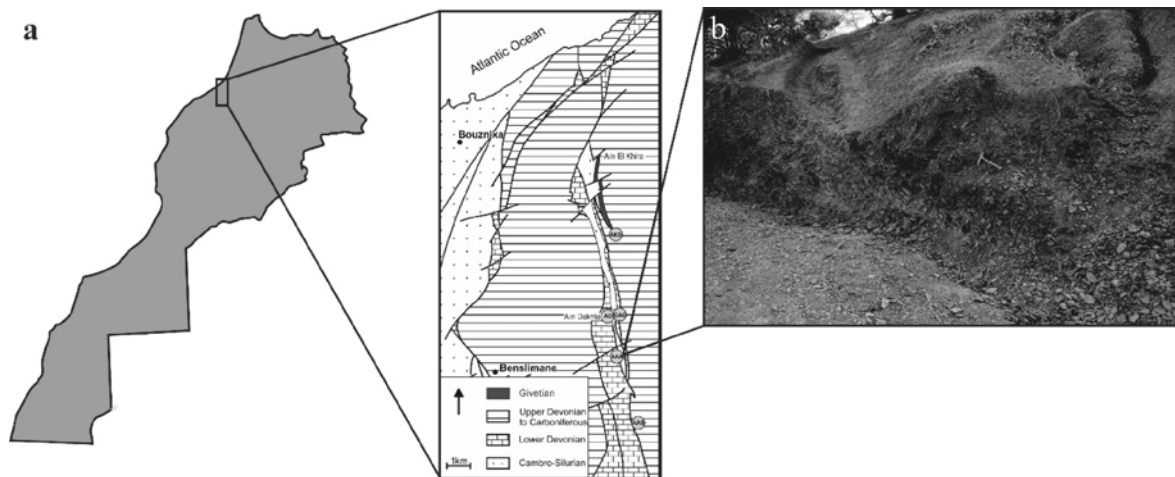 a
b
Atlantic Ocean
Bouznika
Ain El Khira
Ain Dakhla
Benslimane
Givetian
Upper Devonian
to Carboniferous
Lower Devonian
Cambro-Silurian
1km